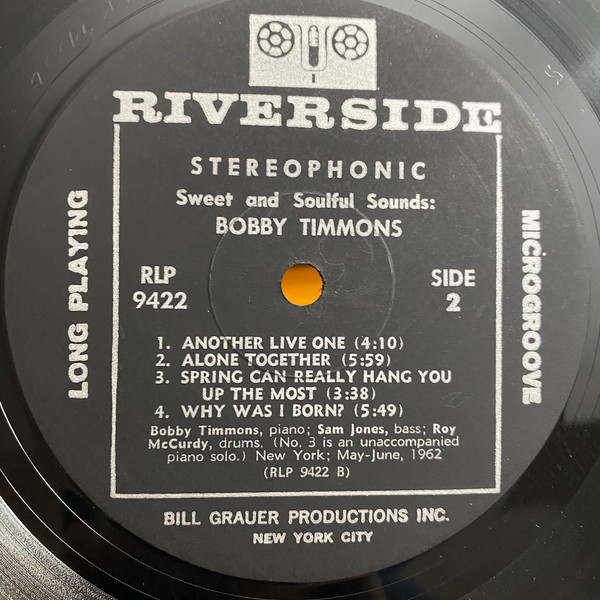 RIVERSIDE
STEREOPHONIC
Sweet and Soulful Sounds:
BOBBY TIMMONS
LONG PLAYING
MICROGROOVE
RLP
9422
SIDE
2
1. ANOTHER LIVE ONE (4:10)
2. ALONE TOGETHER (5:59)
3. SPRING CAN REALLY HANG YOU
UP THE MOST (3:38)
4. WHY WAS I BORN? (5:49)
Bobby Timmons, piano; Sam Jones, bass; Roy
McCurdy, drums. (No. 3 is an unaccompanied
piano solo.) New York; May-June, 1962
(RLP 9422 B)
BILL GRAUER PRODUCTIONS INC.
NEW YORK CITY